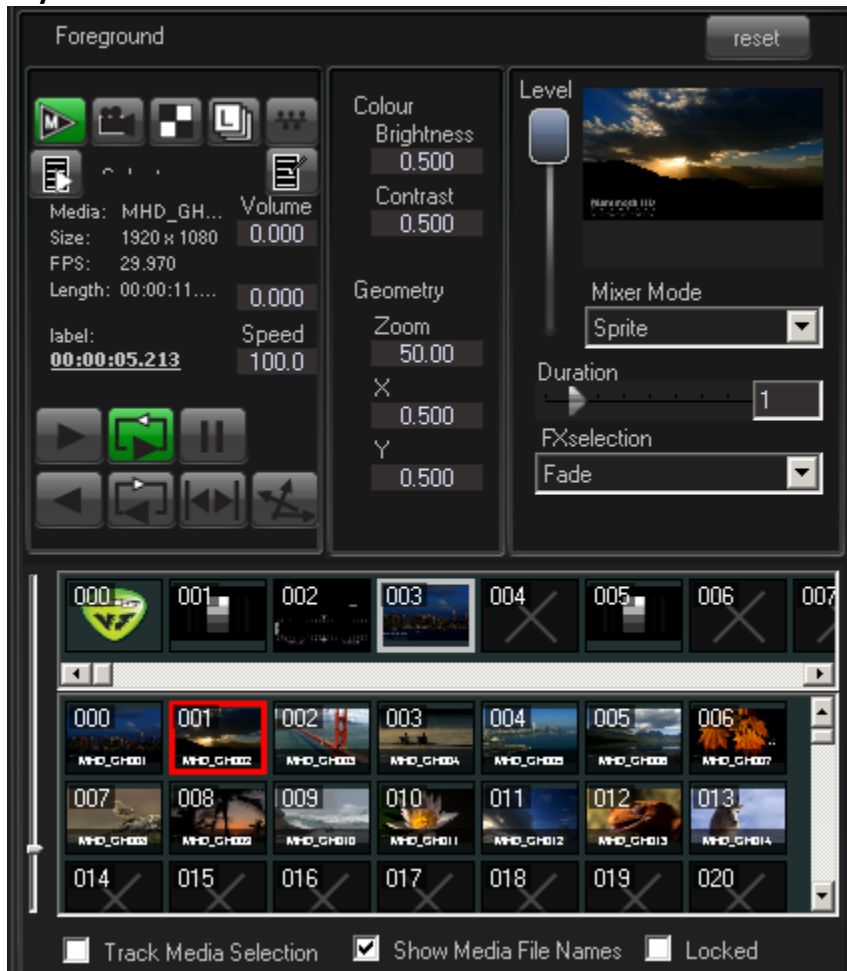 Foreground
reset
M
L
Media: MHD_GH...
Size: 1920 x 1080
FPS: 29.970
Length: 00:00:11....
label:
00:00:05.213
Volume
0.000
0.000
Speed
100.0
Colour
Brightness
0.500
Contrast
0.500
Geometry
Zoom
50.00
X
0.500
Y
0.500
Level
Mammoth HD
Mixer Mode
Sprite
Duration
1
FXselection
Fade
000 001 002 003 004 005 006 007
000 001 002 003 004 005 006
MHD_GH001 MHD_GH002 MHD_GH003 MHD_GH004 MHD_GH005 MHD_GH006 MHD_GH007
007 008 009 010 011 012 013
MHD_GH010 MHD_GH011 MHD_GH012 MHD_GH013 MHD_GH014
014 015 016 017 018 019 020
Track Media Selection Show Media File Names Locked